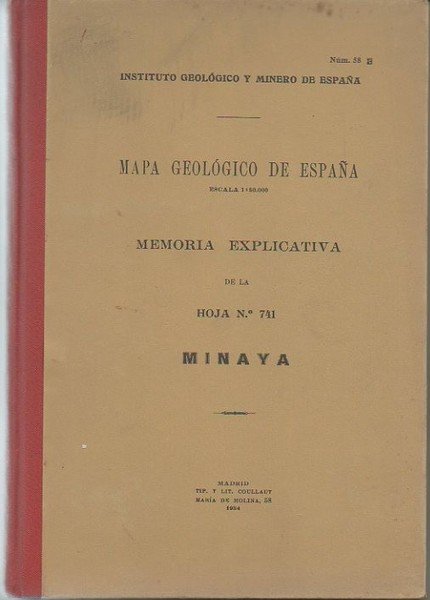 Núm. 58 B
INSTITUTO GEOLÓGICO Y MINERO DE ESPAÑA
MAPA GEOLÓGICO DE ESPAÑA
ESCALA 1:50.000
MEMORIA EXPLICATIVA
DE LA
HOJA N.º 741
MINAYA
MADRID
TIP. Y LIT. COULLAUT
MARÍA DE MOLINA, 58
1934